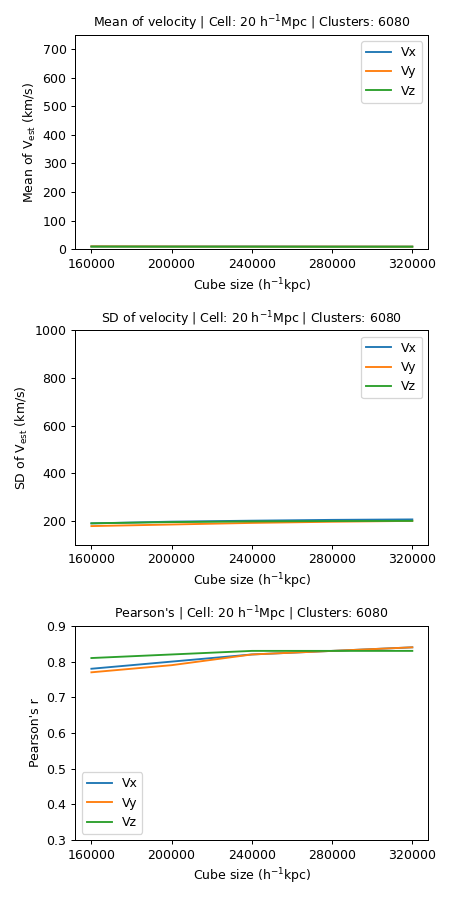 Mean of velocity | Cell: 20 h⁻¹Mpc | Clusters: 6080
700
600
500
400
300
200
100
0
Mean of Vest (km/s)
Vx
Vy
Vz
160000 200000 240000 280000 320000
Cube size (h⁻¹kpc)
SD of velocity | Cell: 20 h⁻¹Mpc | Clusters: 6080
1000
800
600
400
200
SD of Vest (km/s)
Vx
Vy
Vz
160000 200000 240000 280000 320000
Cube size (h⁻¹kpc)
Pearson's | Cell: 20 h⁻¹Mpc | Clusters: 6080
0.9
0.8
0.7
0.6
0.5
0.4
0.3
Pearson's r
Vx
Vy
Vz
160000 200000 240000 280000 320000
Cube size (h⁻¹kpc)